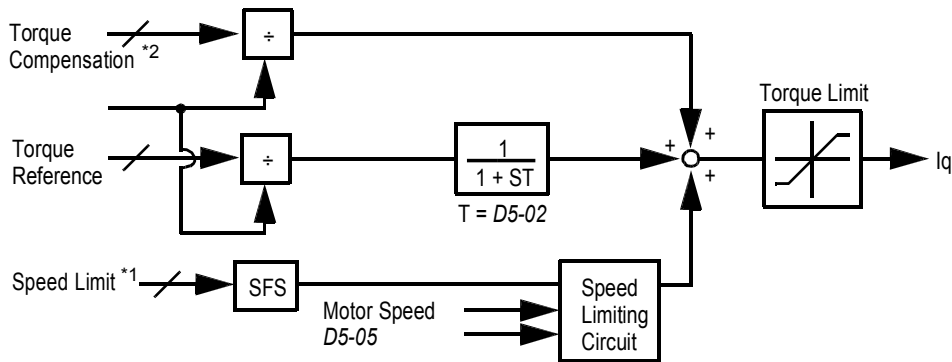 Torque
Compensation *2
÷
Torque Limit
Torque
Reference
÷
1
1 + ST
T = D5-02
+
+
+
Iq
Speed Limit *1
SFS
Motor Speed
D5-05
Speed
Limiting
Circuit